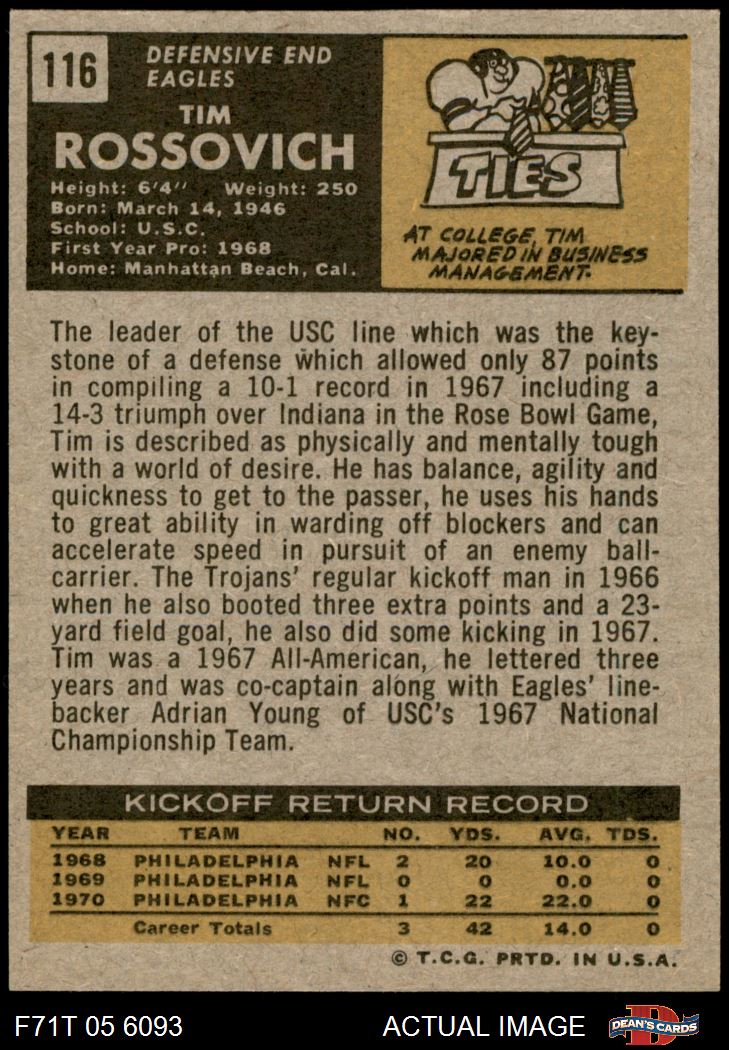 116
DEFENSIVE END
EAGLES
TIM
ROSSOVICH
Height: 6'4" Weight: 250
Born: March 14, 1946
School: U.S.C.
First Year Pro: 1968
Home: Manhattan Beach, Cal.
TIES
AT COLLEGE, TIM
MAJORED IN BUSINESS
MANAGEMENT.
The leader of the USC line which was the key-
stone of a defense which allowed only 87 points
in compiling a 10-1 record in 1967 including a
14-3 triumph over Indiana in the Rose Bowl Game,
Tim is described as physically and mentally tough
with a world of desire. He has balance, agility and
quickness to get to the passer, he uses his hands
to great ability in warding off blockers and can
accelerate speed in pursuit of an enemy ball-
carrier. The Trojans' regular kickoff man in 1966
when he also booted three extra points and a 23-
yard field goal, he also did some kicking in 1967.
Tim was a 1967 All-American, he lettered three
years and was co-captain along with Eagles' line-
backer Adrian Young of USC's 1967 National
Championship Team.
KICKOFF RETURN RECORD
YEAR TEAM NO. YDS. AVG. TDS.
1968 PHILADELPHIA NFL 2 20 10.0 0
1969 PHILADELPHIA NFL 0 0 0.0 0
1970 PHILADELPHIA NFC 1 22 22.0 0
Career Totals 3 42 14.0 0
© T.C.G. PRTD. IN U.S.A.
F71T 05 6093 ACTUAL IMAGE DEAN'S CARDS